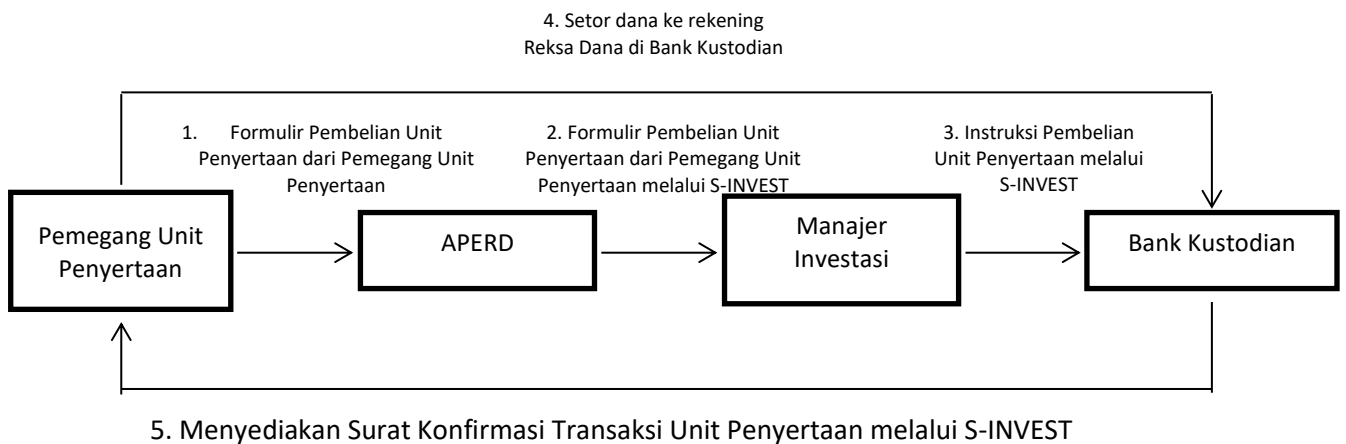 4. Setor dana ke rekening
Reksa Dana di Bank Kustodian
1. Formulir Pembelian Unit
Penyertaan dari Pemegang Unit
Penyertaan
2. Formulir Pembelian Unit
Penyertaan dari Pemegang Unit
Penyertaan melalui S-INVEST
3. Instruksi Pembelian
Unit Penyertaan melalui
S-INVEST
Pemegang Unit
Penyertaan
APERD
Manajer
Investasi
Bank Kustodian
5. Menyediakan Surat Konfirmasi Transaksi Unit Penyertaan melalui S-INVEST